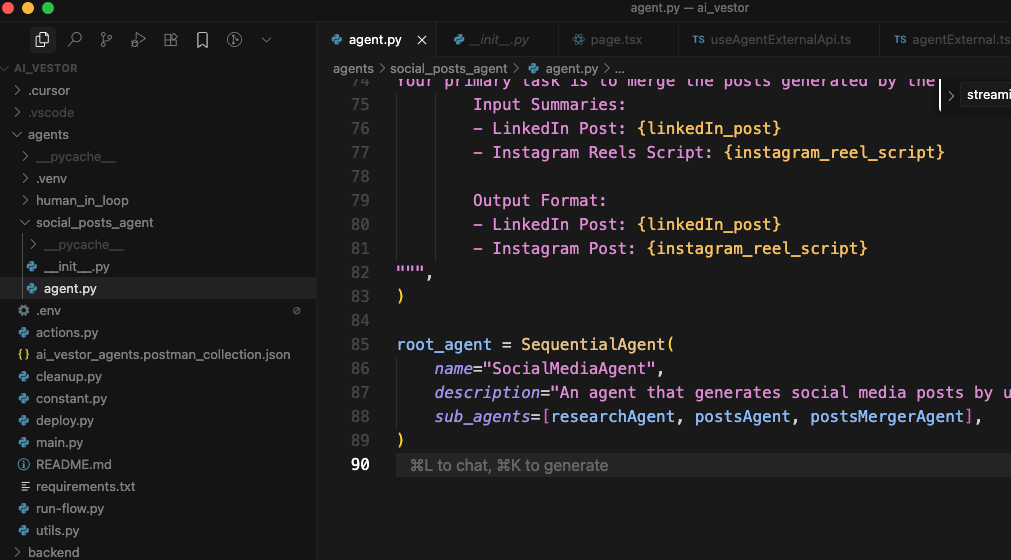 agent.py — ai_vestor
agent.py
__init__.py
page.tsx
TS useAgentExternalApi.ts
TS agentExternal.ts
AI_VESTOR
.cursor
.vscode
agents
__pycache__
.venv
human_in_loop
social_posts_agent
__pycache__
__init__.py
agent.py
.env
actions.py
{} ai_vestor_agents.postman_collection.json
cleanup.py
constant.py
deploy.py
main.py
README.md
requirements.txt
run-flow.py
utils.py
backend
agents > social_posts_agent > agent.py > ...
74 Your primary task is to merge the posts generated by the
streami
75 Input Summaries:
76 - LinkedIn Post: {linkedIn_post}
77 - Instagram Reels Script: {instagram_reel_script}
78
79 Output Format:
80 - LinkedIn Post: {linkedIn_post}
81 - Instagram Post: {instagram_reel_script}
82 """,
83 )
84
85 root_agent = SequentialAgent(
86 name="SocialMediaAgent",
87 description="An agent that generates social media posts by u
88 sub_agents=[researchAgent, postsAgent, postsMergerAgent],
89 )
90 ⌘L to chat, ⌘K to generate